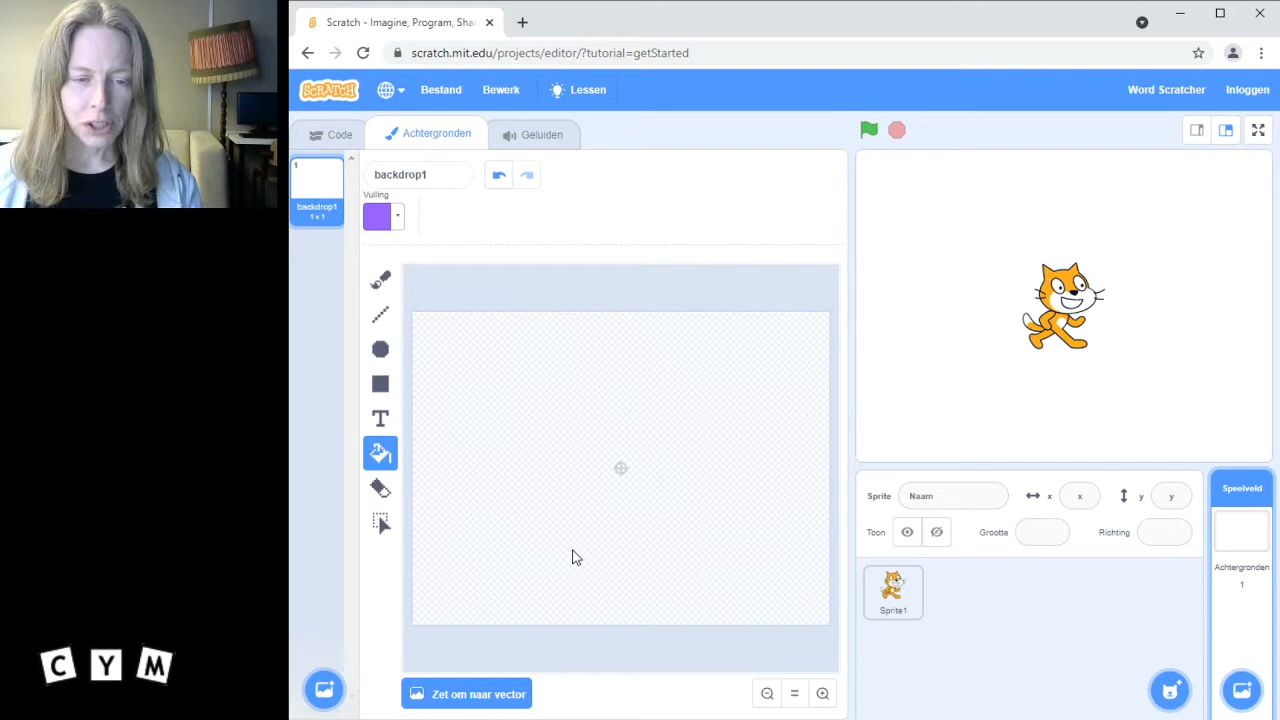 Scratch - Imagine, Program, Sha
scratch.mit.edu/projects/editor/?tutorial=getStarted
SCRATCH
Bestand
Bewerk
Lessen
Word Scratcher
Inloggen
Code
Achtergronden
Geluiden
1
backdrop1
1 x 1
backdrop1
Vulling
T
Zet om naar vector
Sprite
Naam
x
x
y
y
Toon
Grootte
Richting
Sprite1
Speelveld
Achtergronden
1
CYM